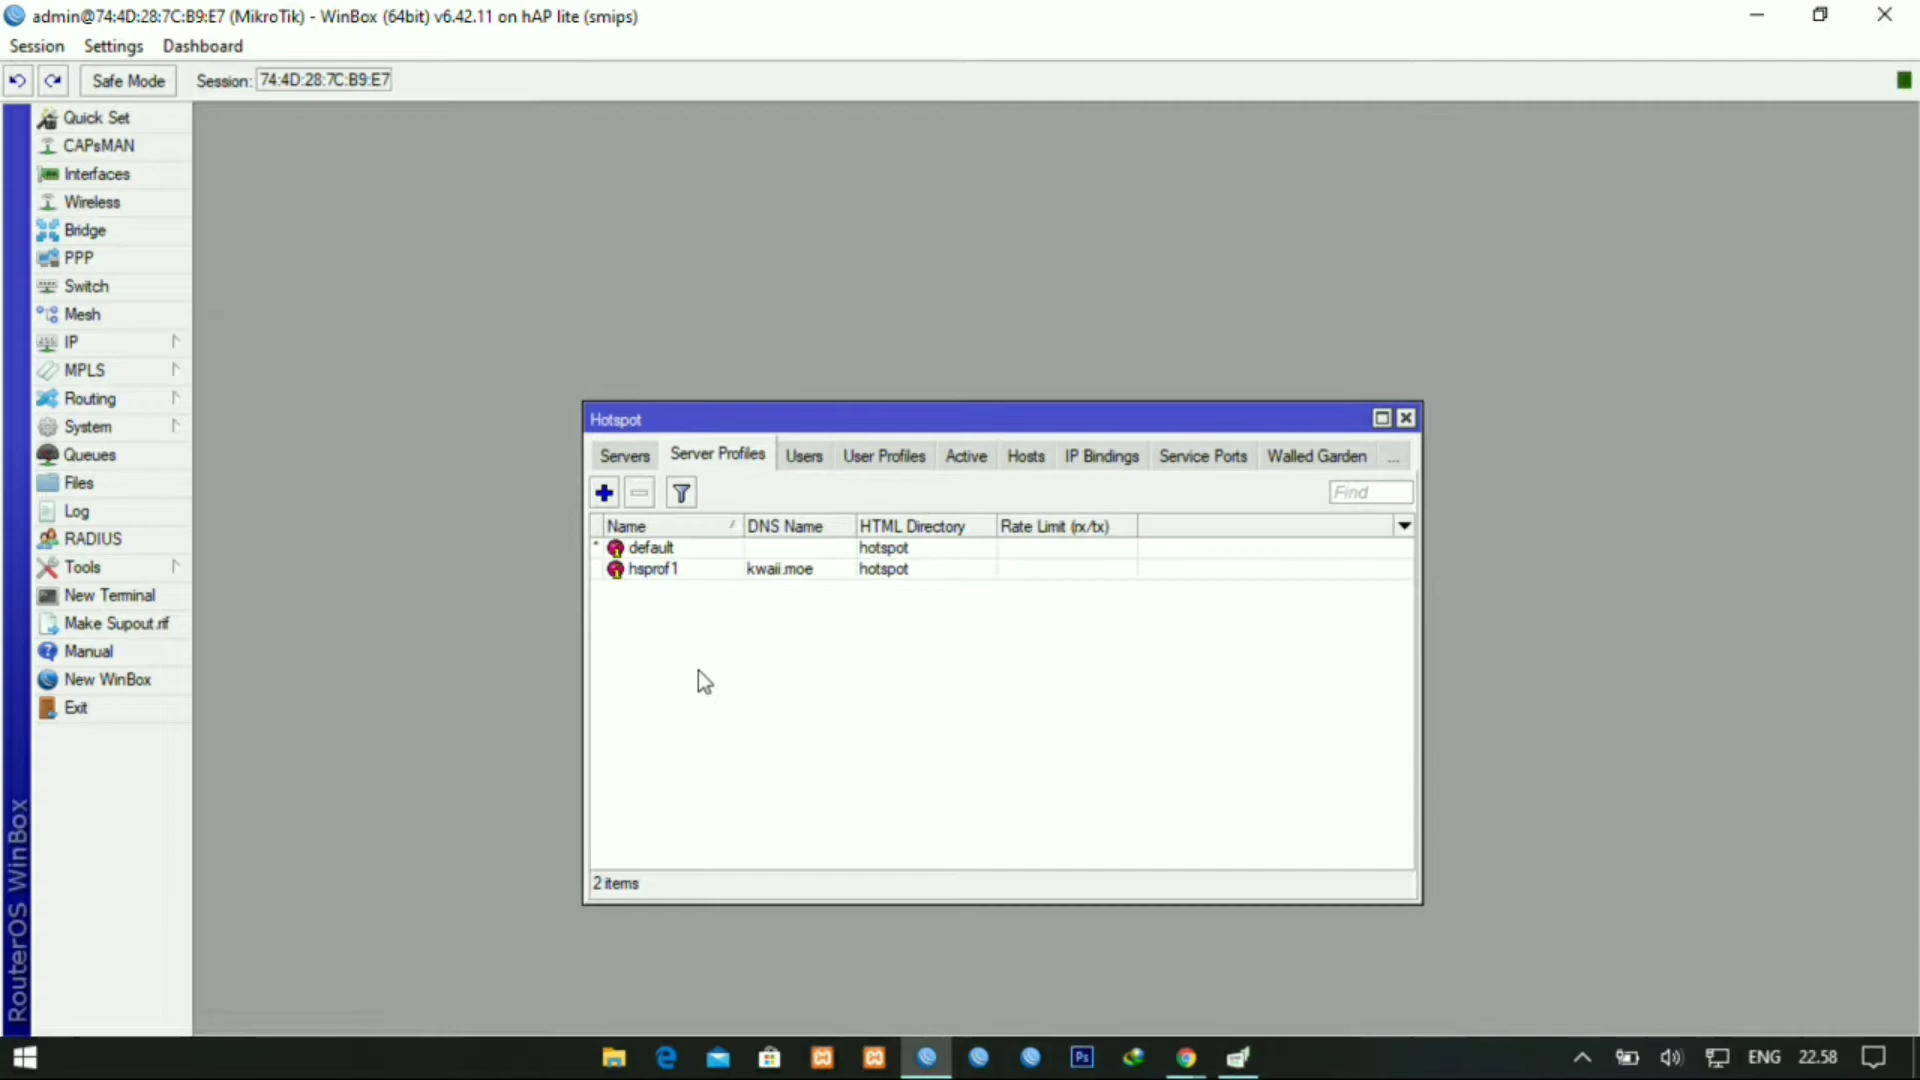 admin@74:4D:28:7C:B9:E7 (MikroTik) - WinBox (64bit) v6.42.11 on hAP lite (smips)
Session Settings Dashboard
Safe Mode Session: 74:4D:28:7C:B9:E7
Quick Set
CAPsMAN
Interfaces
Wireless
Bridge
PPP
Switch
Mesh
IP
MPLS
Routing
System
Queues
Files
Log
RADIUS
Tools
New Terminal
Make Supout.rif
Manual
New WinBox
Exit
RouterOS WinBox
Hotspot
Servers Server Profiles Users User Profiles Active Hosts IP Bindings Service Ports Walled Garden ...
Find
Name DNS Name HTML Directory Rate Limit (rx/tx)
* default hotspot
hsprof1 kwaii.moe hotspot
2 items
Ps
ENG 22.58